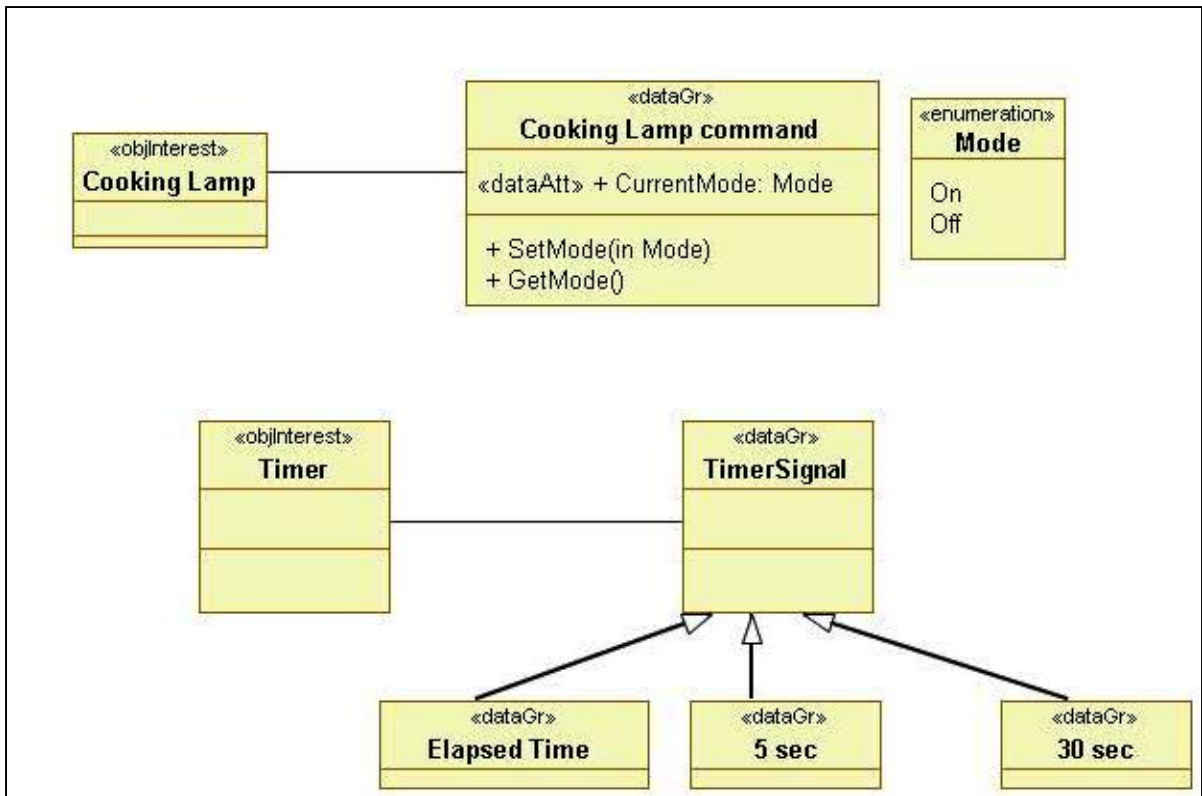 «objInterest»
Cooking Lamp
«dataGr»
Cooking Lamp command
«dataAtt» + CurrentMode: Mode
+ SetMode(in Mode)
+ GetMode()
«enumeration»
Mode
On
Off
«objInterest»
Timer
«dataGr»
TimerSignal
«dataGr»
Elapsed Time
«dataGr»
5 sec
«dataGr»
30 sec